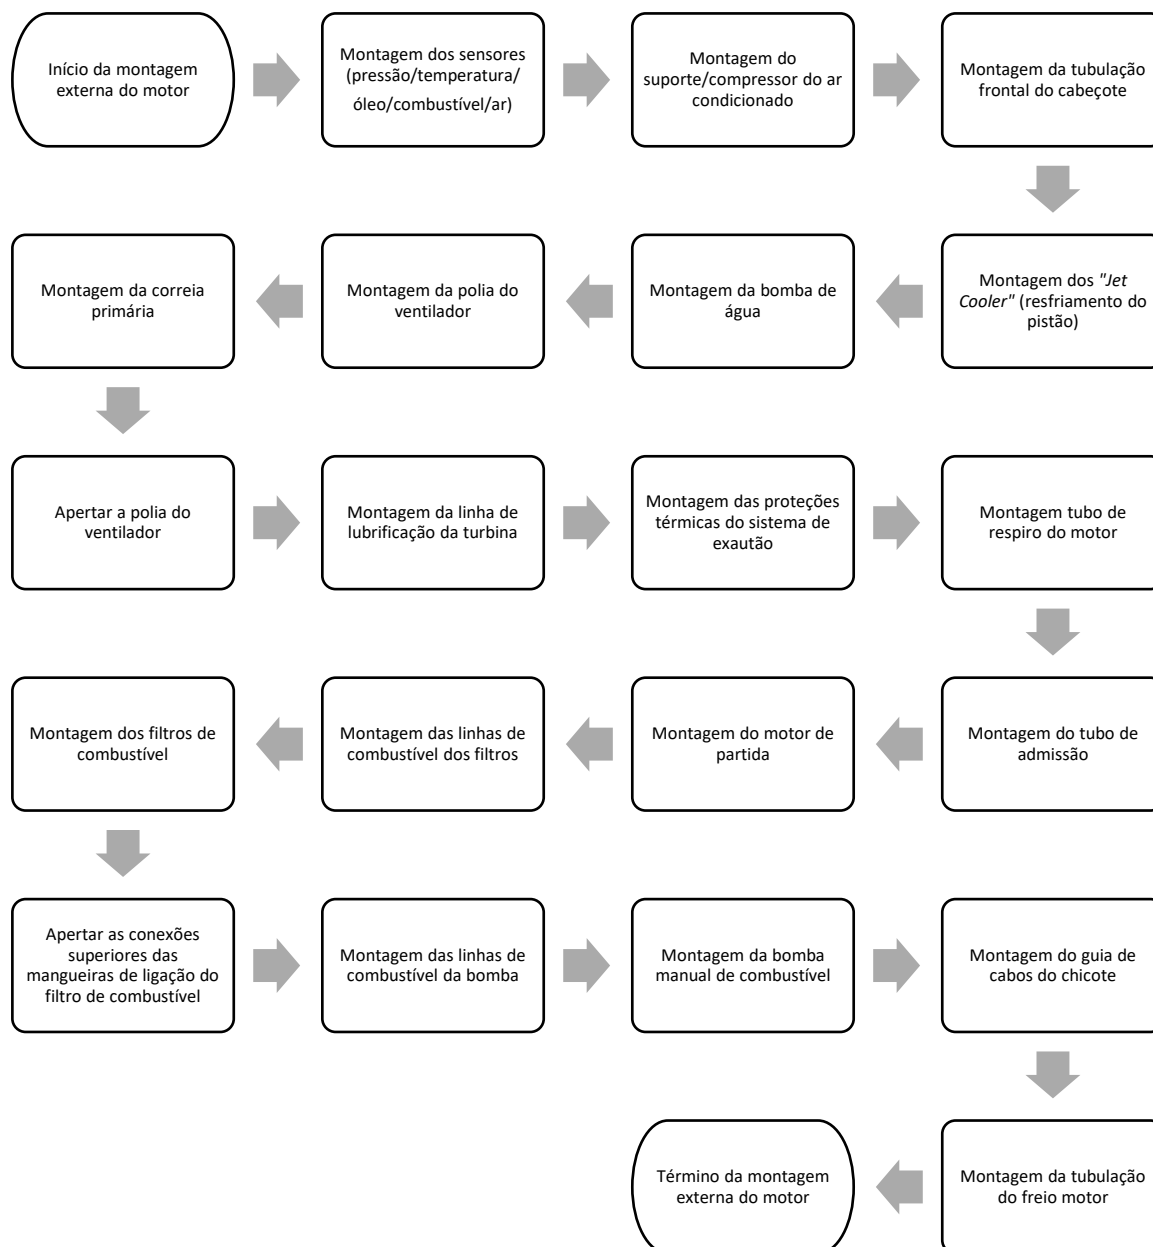 Início da montagem
externa do motor
Montagem dos sensores
(pressão/temperatura/
óleo/combustível/ar)
Montagem do
suporte/compressor do ar
condicionado
Montagem da tubulação
frontal do cabeçote
Montagem dos "Jet
Cooler" (resfriamento do
pistão)
Montagem da bomba de
água
Montagem da polia do
ventilador
Montagem da correia
primária
Apertar a polia do
ventilador
Montagem da linha de
lubrificação da turbina
Montagem das proteções
térmicas do sistema de
exautão
Montagem tubo de
respiro do motor
Montagem do tubo de
admissão
Montagem do motor de
partida
Montagem das linhas de
combustível dos filtros
Montagem dos filtros de
combustível
Apertar as conexões
superiores das
mangueiras de ligação do
filtro de combustível
Montagem das linhas de
combustível da bomba
Montagem da bomba
manual de combustível
Montagem do guia de
cabos do chicote
Montagem da tubulação
do freio motor
Término da montagem
externa do motor